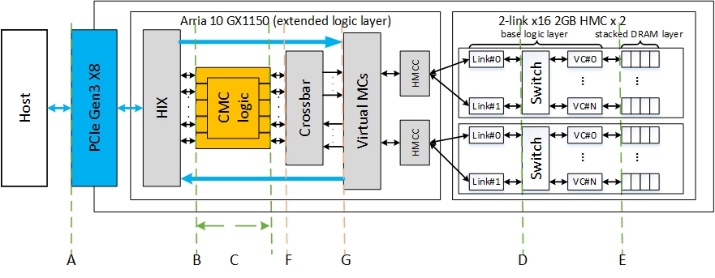 Arria 10 GX1150 (extended logic layer)
2-link x16 2GB HMC x 2
base logic layer
stacked DRAM layer
Host
PCIe Gen3 X8
HIX
CMC
logic
Crossbar
Virtual MCs
HMCC
HMCC
Link#0
Link#1
Switch
VC#0
VC#N
Link#0
Link#1
Switch
VC#0
VC#N
A B C F G D E